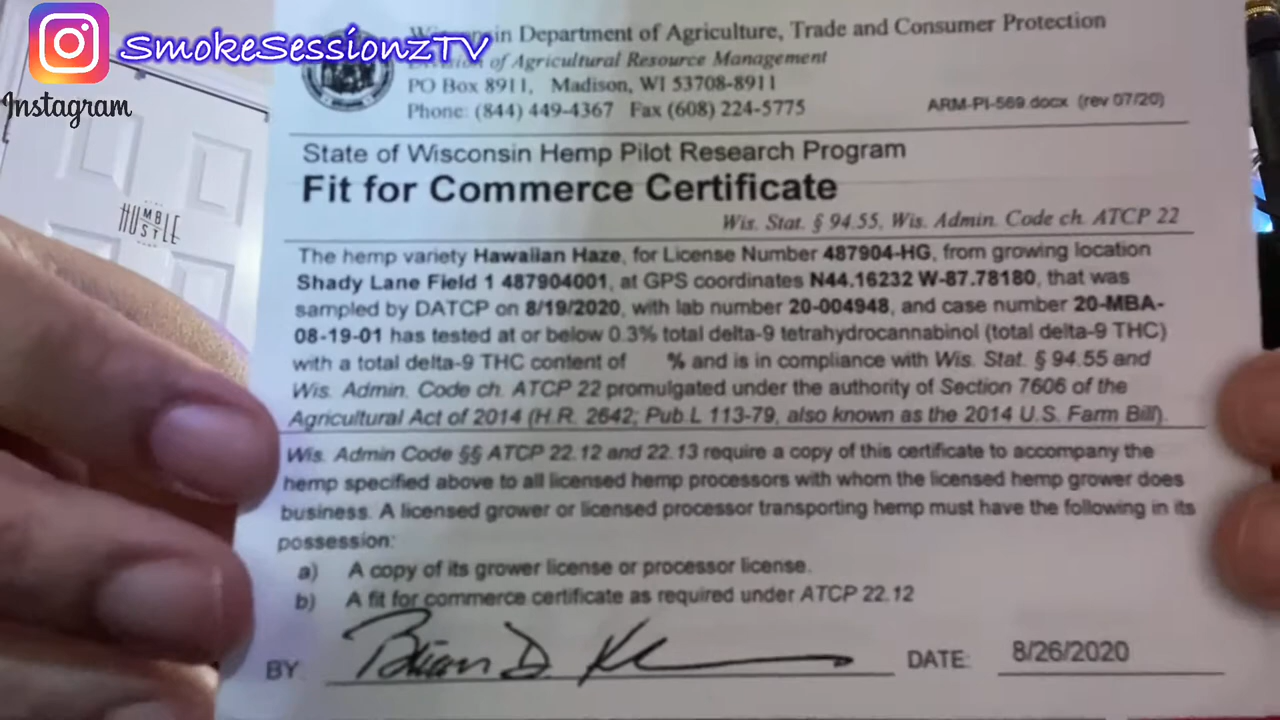 SmokeSessionzTV
Instagram
HUMBLE
HUSTLE
Department of Agriculture, Trade and Consumer Protection
of Agricultural Resource Management
PO Box 8911, Madison, WI 53708-8911
Phone: (844) 449-4367 Fax (608) 224-5775
ARM-PI-569.docx (rev 07/20)
State of Wisconsin Hemp Pilot Research Program
Fit for Commerce Certificate
Wis. Stat. § 94.55, Wis. Admin. Code ch. ATCP 22
The hemp variety Hawaiian Haze, for License Number 487904-HG, from growing location
Shady Lane Field 1 487904001, at GPS coordinates N44.16232 W-87.78180, that was
sampled by DATCP on 8/19/2020, with lab number 20-004948, and case number 20-MBA-
08-19-01 has tested at or below 0.3% total delta-9 tetrahydrocannabinol (total delta-9 THC)
with a total delta-9 THC content of % and is in compliance with Wis. Stat. § 94.55 and
Wis. Admin. Code ch. ATCP 22 promulgated under the authority of Section 7606 of the
Agricultural Act of 2014 (H.R. 2642; Pub.L 113-79, also known as the 2014 U.S. Farm Bill).
Wis. Admin Code §§ ATCP 22.12 and 22.13 require a copy of this certificate to accompany the
hemp specified above to all licensed hemp processors with whom the licensed hemp grower does
business. A licensed grower or licensed processor transporting hemp must have the following in its
possession:
a) A copy of its grower license or processor license.
b) A fit for commerce certificate as required under ATCP 22.12
BY: Brian D
DATE: 8/26/2020